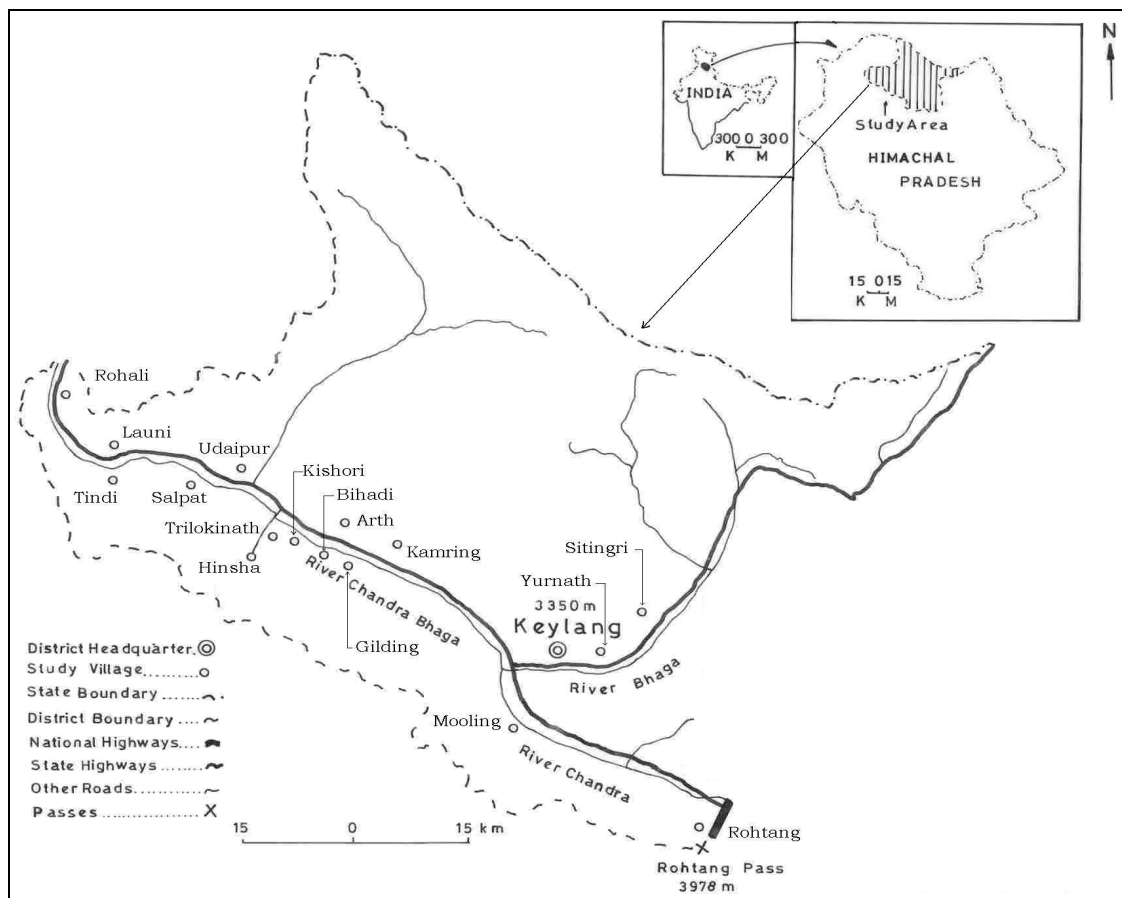 N
INDIA
300 0 300
K M
Study Area
HIMACHAL
PRADESH
15 0 15
K M
Rohali
Launi
Udaipur
Kishori
Tindi
Salpat
Bihadi
Trilokinath
Arth
Kamring
Hinsha
Sitingri
River Chandra Bhaga
Yurnath
3350 m
Keylang
Gilding
River Bhaga
District Headquarter.
Study Village..........
State Boundary ......
District Boundary ....
National Highways....
State Highways ........
Other Roads............
Passes ..................
Mooling
River Chandra
15 0 15 km
Rohtang
Rohtang Pass
3978 m